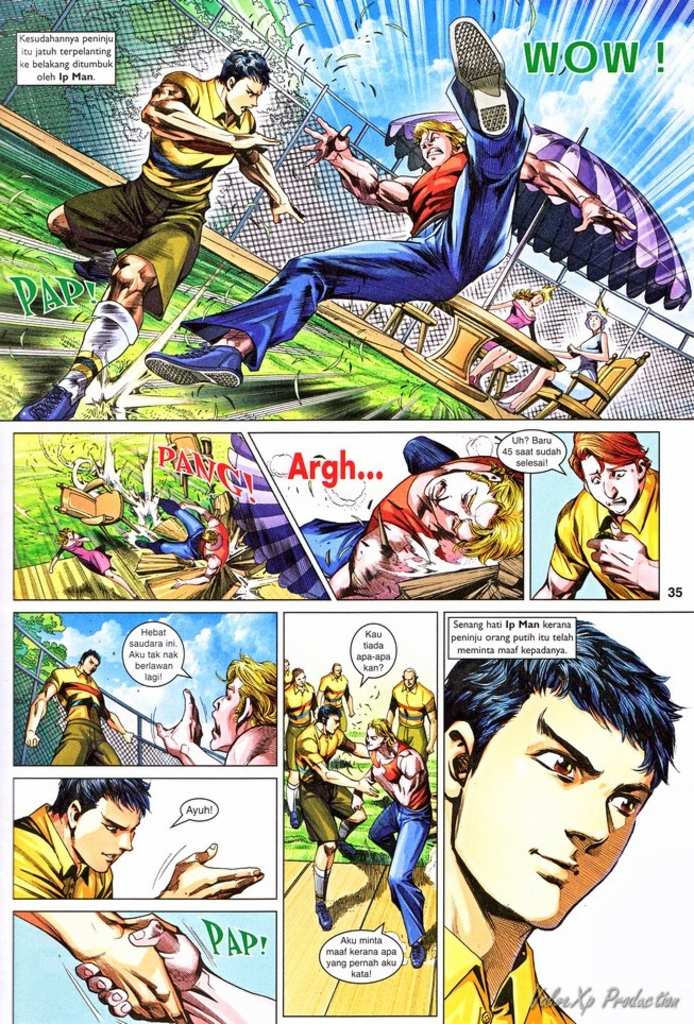 Kesudahannya peninju
itu jatuh terpelanting
ke belakang ditumbuk
oleh Ip Man.
WOW !
PAP!
PANG!
Argh...
Uh? Baru
45 saat sudah
selesai!
35
Hebat
saudara ini.
Aku tak nak
berlawan
lagi!
Ayuh!
PAP!
Kau
tiada
apa-apa
kan?
Aku minta
maaf kerana apa
yang pernah aku
kata!
Senang hati Ip Man kerana
peninju orang putih itu telah
meminta maaf kepadanya.
Xp Production